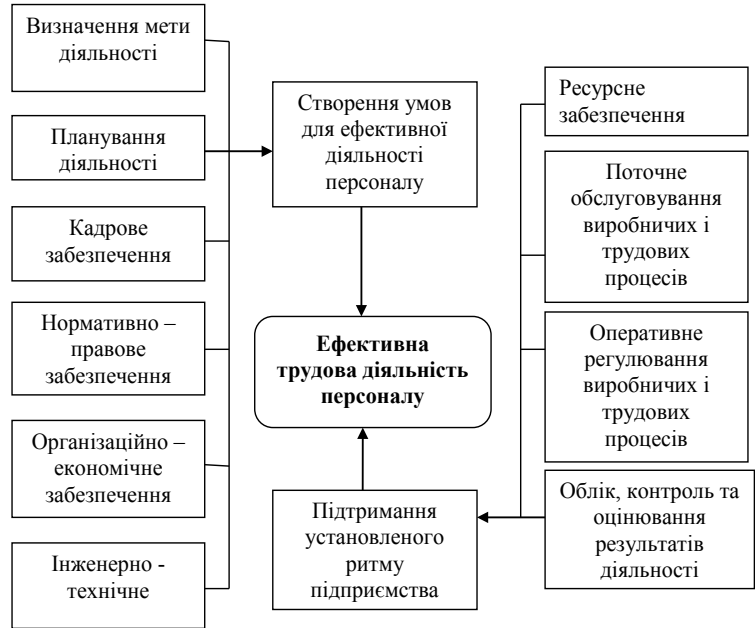 Визначення мети
діяльності
Планування
діяльності
Кадрове
забезпечення
Нормативно –
правове
забезпечення
Організаційно –
економічне
забезпечення
Інженерно -
технічне
Створення умов
для ефективної
діяльності
персоналу
Ефективна
трудова діяльність
персоналу
Підтримання
установленого
ритму
підприємства
Ресурсне
забезпечення
Поточне
обслуговування
виробничих і
трудових
процесів
Оперативне
регулювання
виробничих і
трудових
процесів
Облік, контроль та
оцінювання
результатів
діяльності